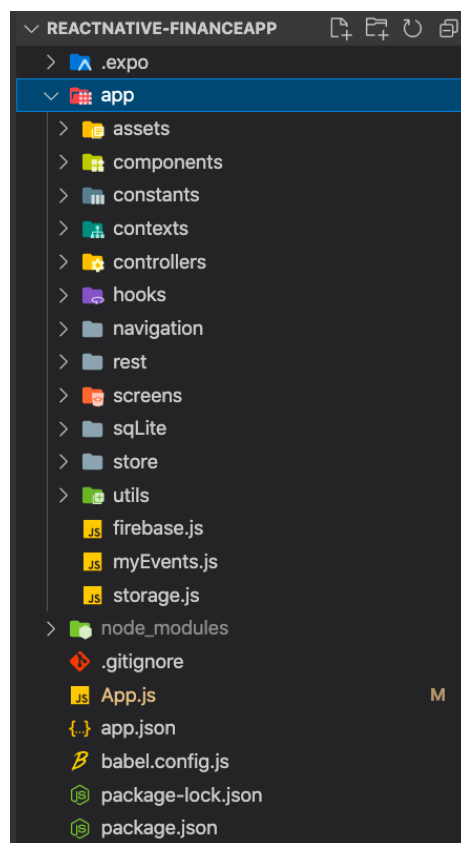 REACTNATIVE-FINANCEAPP
.expo
app
assets
components
constants
contexts
controllers
hooks
navigation
rest
screens
sqLite
store
utils
JS firebase.js
JS myEvents.js
JS storage.js
node_modules
.gitignore
JS App.js M
{..} app.json
B babel.config.js
JS package-lock.json
JS package.json